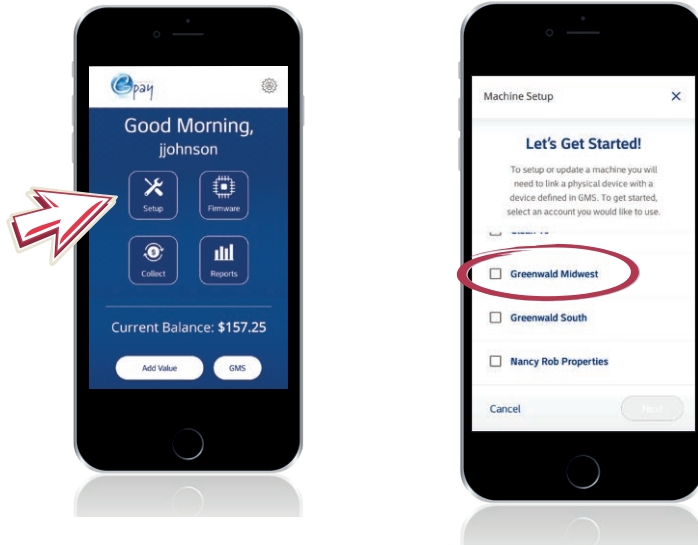 epay
Good Morning,
jjohnson
Setup
Firmware
Collect
Reports
Current Balance: $157.25
Add Value
GMS
Machine Setup
Let's Get Started!
To setup or update a machine you will
need to link a physical device with a
device defined in GMS. To get started,
select an account you would like to use.
Greenwald Midwest
Greenwald South
Nancy Rob Properties
Cancel
Next